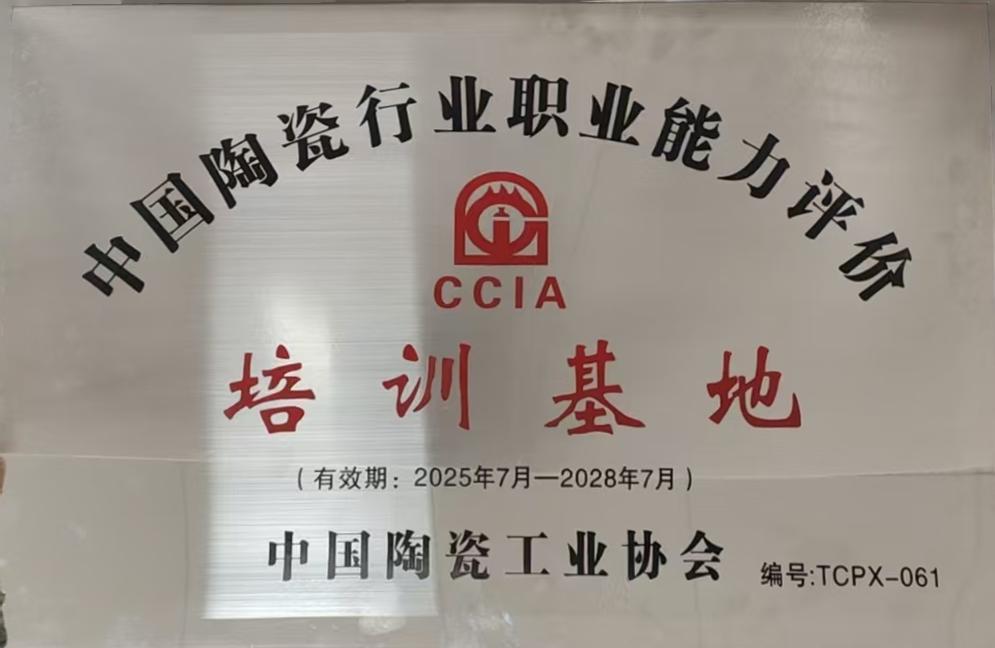 中国陶瓷行业职业能力评价
CCIA
培训基地
(有效期：2025年7月—2028年7月)
中国陶瓷工业协会
编号:TCPX-061